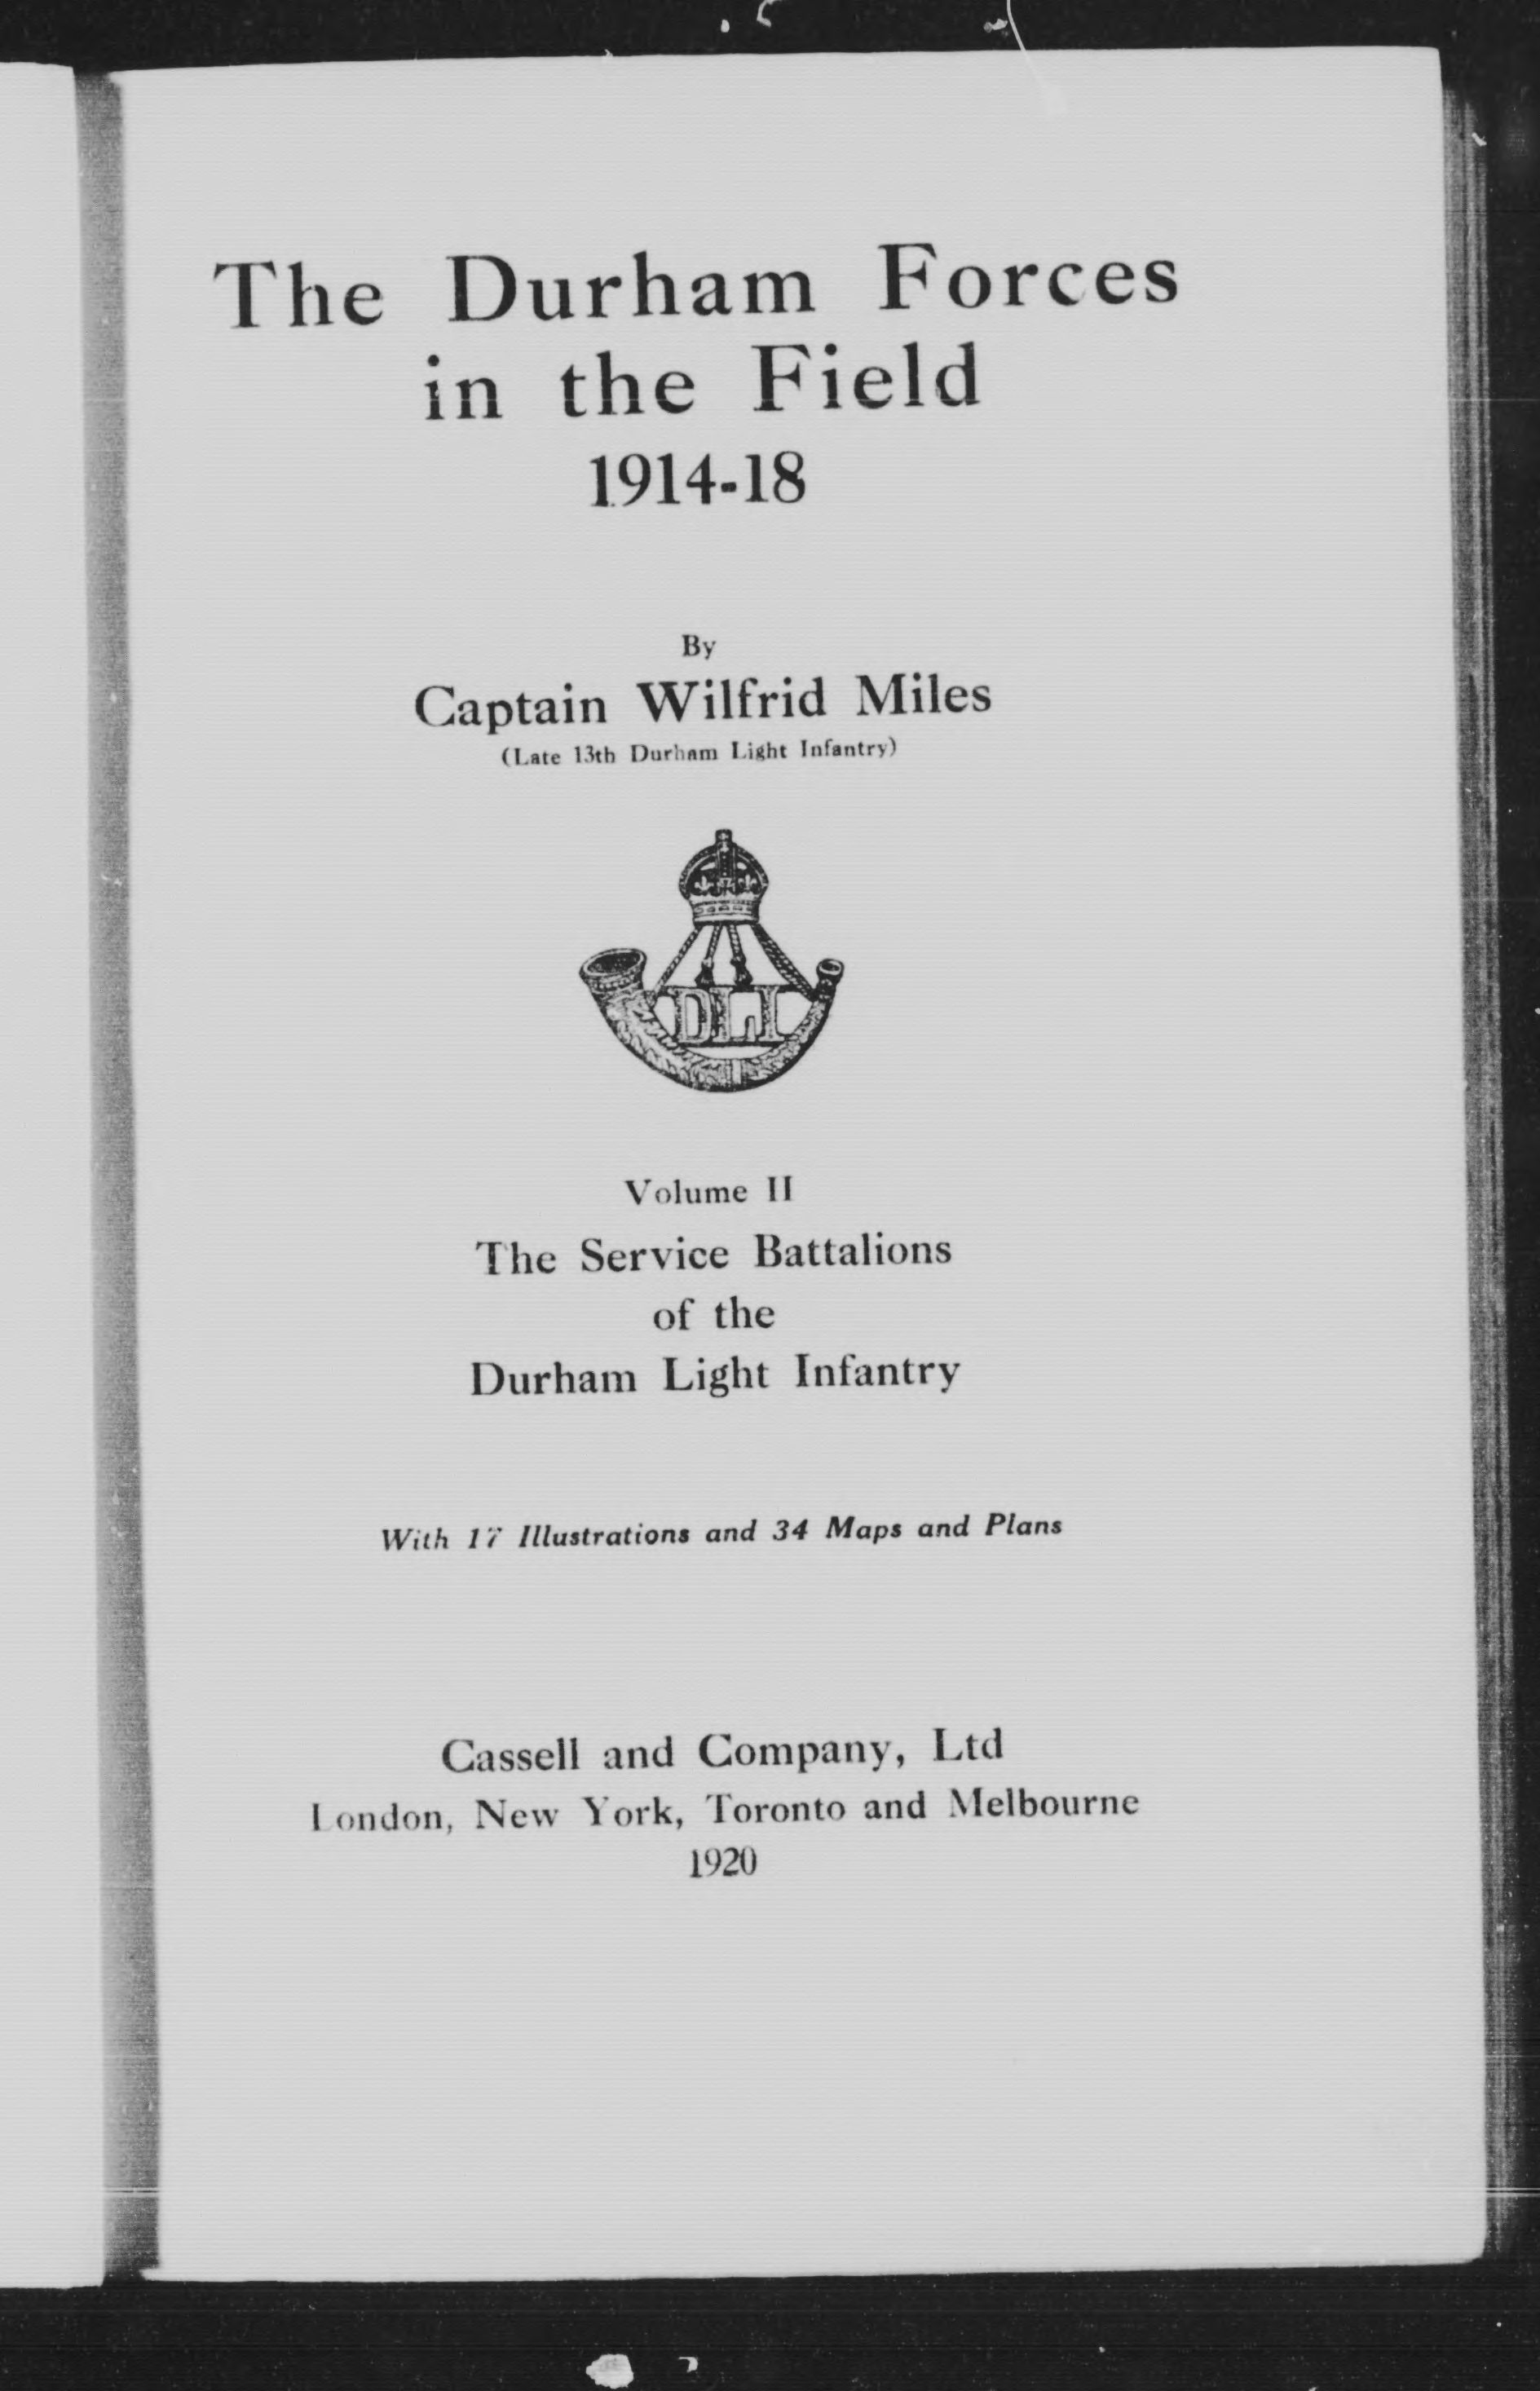 The Durham Forces
in the Field
1914-18
By
Captain Wilfrid Miles
(Late 13th Durham Light Infantry)
DLI
Volume II
The Service Battalions
of the
Durham Light Infantry
With 17 Illustrations and 34 Maps and Plans
Cassell and Company, Ltd
London, New York, Toronto and Melbourne
1920